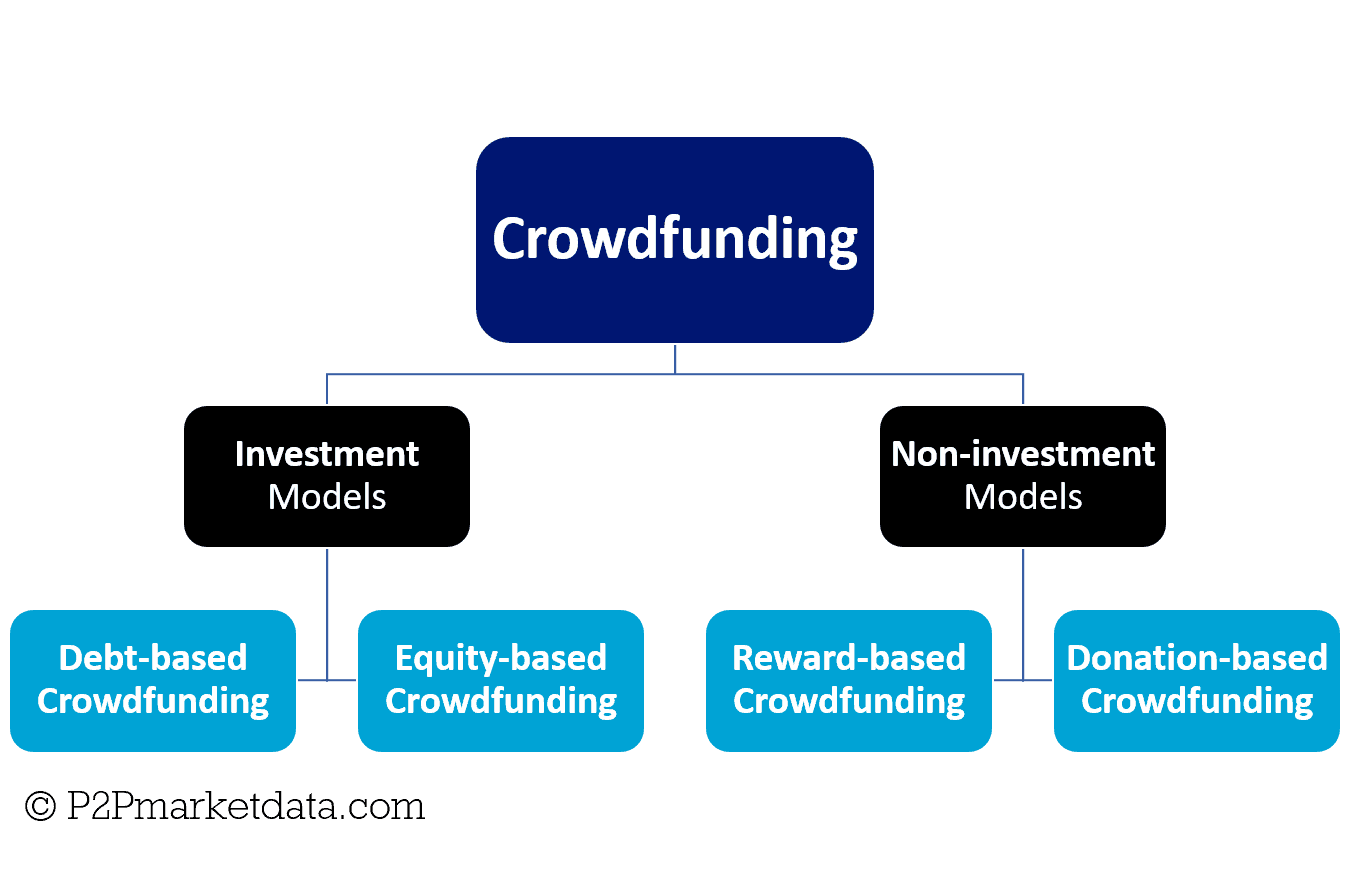 Crowdfunding
Investment
Models
Non-investment
Models
Debt-based
Crowdfunding
Equity-based
Crowdfunding
Reward-based
Crowdfunding
Donation-based
Crowdfunding
© P2Pmarketdata.com